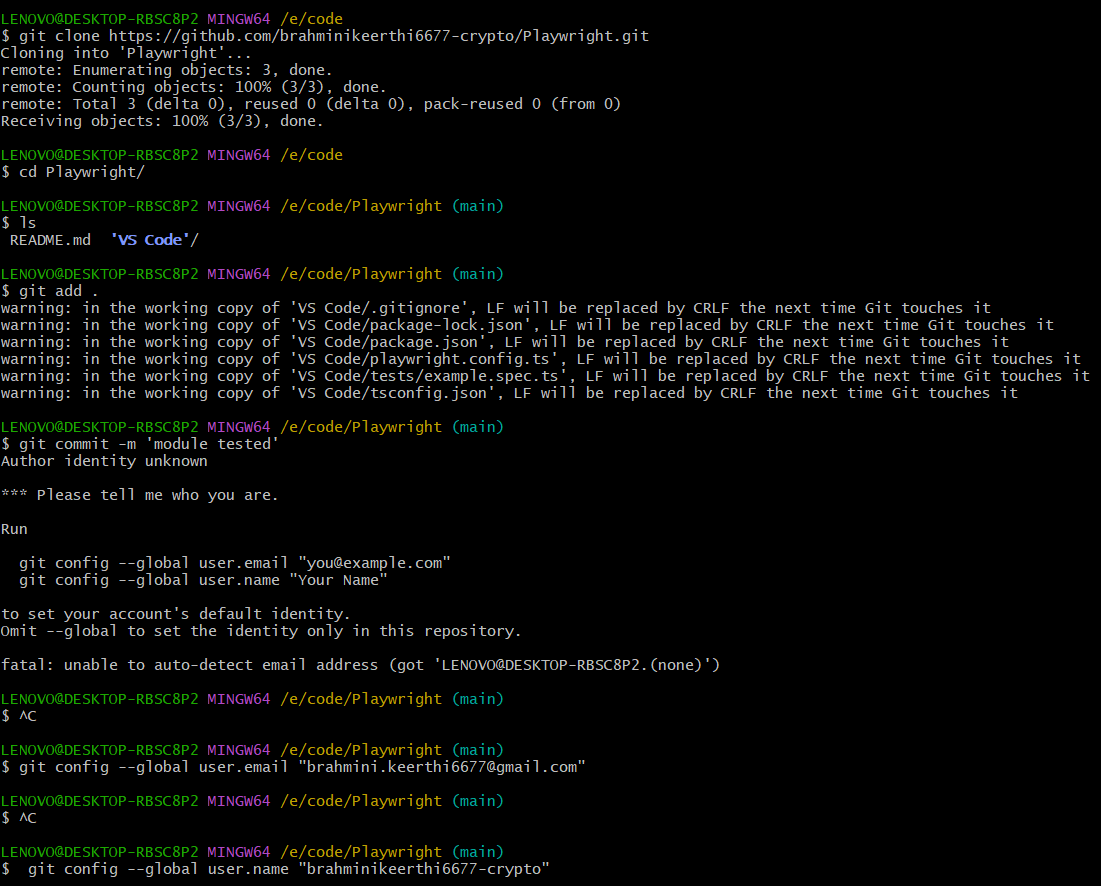 LENOVO@DESKTOP-RBSC8P2 MINGW64 /e/code
$ git clone https://github.com/brahminikeerthi6677-crypto/Playwright.git
Cloning into 'Playwright'...
remote: Enumerating objects: 3, done.
remote: Counting objects: 100% (3/3), done.
remote: Total 3 (delta 0), reused 0 (delta 0), pack-reused 0 (from 0)
Receiving objects: 100% (3/3), done.
LENOVO@DESKTOP-RBSC8P2 MINGW64 /e/code
$ cd Playwright/
LENOVO@DESKTOP-RBSC8P2 MINGW64 /e/code/Playwright (main)
$ ls
README.md  'VS Code'/
LENOVO@DESKTOP-RBSC8P2 MINGW64 /e/code/Playwright (main)
$ git add .
warning: in the working copy of 'VS Code/.gitignore', LF will be replaced by CRLF the next time Git touches it
warning: in the working copy of 'VS Code/package-lock.json', LF will be replaced by CRLF the next time Git touches it
warning: in the working copy of 'VS Code/package.json', LF will be replaced by CRLF the next time Git touches it
warning: in the working copy of 'VS Code/playwright.config.ts', LF will be replaced by CRLF the next time Git touches it
warning: in the working copy of 'VS Code/tests/example.spec.ts', LF will be replaced by CRLF the next time Git touches it
warning: in the working copy of 'VS Code/tsconfig.json', LF will be replaced by CRLF the next time Git touches it
LENOVO@DESKTOP-RBSC8P2 MINGW64 /e/code/Playwright (main)
$ git commit -m 'module tested'
Author identity unknown
*** Please tell me who you are.
Run
  git config --global user.email "you@example.com"
  git config --global user.name "Your Name"
to set your account's default identity.
Omit --global to set the identity only in this repository.
fatal: unable to auto-detect email address (got 'LENOVO@DESKTOP-RBSC8P2.(none)')
LENOVO@DESKTOP-RBSC8P2 MINGW64 /e/code/Playwright (main)
$ ^C
LENOVO@DESKTOP-RBSC8P2 MINGW64 /e/code/Playwright (main)
$ git config --global user.email "brahmini.keerthi6677@gmail.com"
LENOVO@DESKTOP-RBSC8P2 MINGW64 /e/code/Playwright (main)
$ ^C
LENOVO@DESKTOP-RBSC8P2 MINGW64 /e/code/Playwright (main)
$  git config --global user.name "brahminikeerthi6677-crypto"